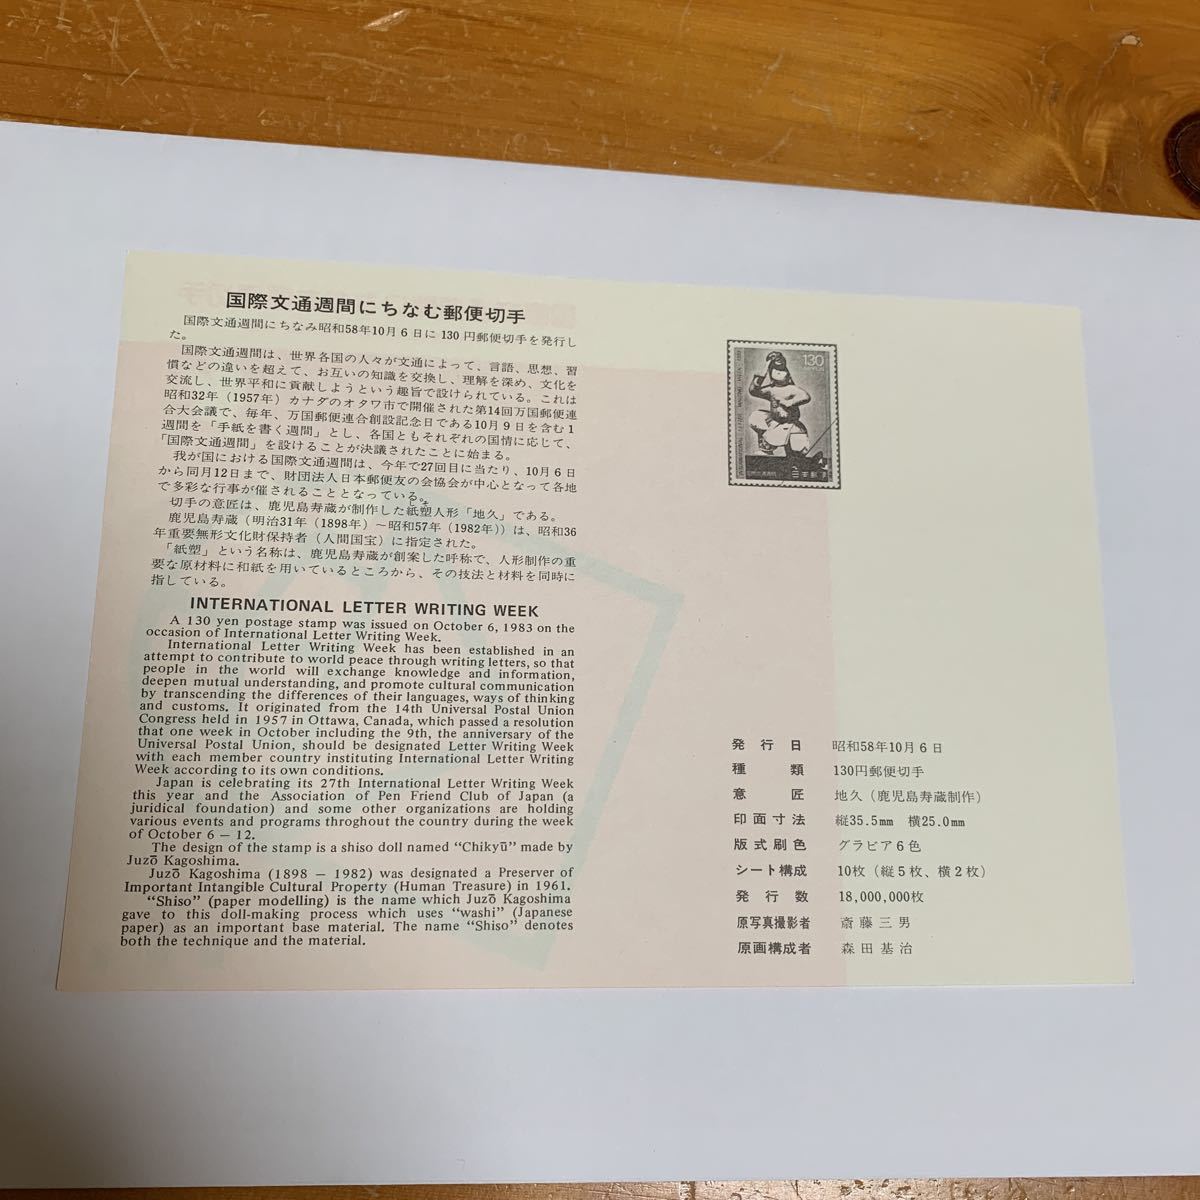 国際文通週間にちなむ郵便切手
国際文通週間にちなみ昭和58年10月6日に130円郵便切手を発行し
た。
国際文通週間は、世界各国の人々が文通によって、言語、思想、習
慣などの違いを超えて、お互いの知識を交換し、理解を深め、文化を
交流し、世界平和に貢献しようという趣旨で設けられている。これは
昭和32年（1957年）カナダのオタワ市で開催された第14回万国郵便連
合大会議で、毎年、万国郵便連合創設記念日である10月9日を含む1
週間を「手紙を書く週間」とし、各国ともそれぞれの国情に応じて、
「国際文通週間」を設けることが決議されたことに始まる。
我が国における国際文通週間は、今年で27回目に当たり、10月6日
から同月12日まで、財団法人日本郵便友の会協会が中心となって各地
で多彩な行事が催されることとなっている。
切手の意匠は、鹿児島寿蔵が制作した紙塑人形「地久」である。
鹿児島寿蔵（明治31年（1898年）～昭和57年（1982年））は、昭和36
年重要無形文化財保持者（人間国宝）に指定された。
「紙塑」という名称は、鹿児島寿蔵が創案した呼称で、人形制作の重
要な原材料に和紙を用いているところから、その技法と材料を同時に
指している。
INTERNATIONAL LETTER WRITING WEEK
A 130 yen postage stamp was issued on October 6, 1983 on the
occasion of International Letter Writing Week.
International Letter Writing Week has been established in an
attempt to contribute to world peace through writing letters, so that
people in the world will exchange knowledge and information,
deepen mutual understanding, and promote cultural communication
by transcending the differences of their languages, ways of thinking
and customs. It originated from the 14th Universal Postal Union
Congress held in 1957 in Ottawa, Canada, which passed a resolution
that one week in October including the 9th, the anniversary of the
Universal Postal Union, should be designated Letter Writing Week
with each member country instituting International Letter Writing
Week according to its own conditions.
Japan is celebrating its 27th International Letter Writing Week
this year and the Association of Pen Friend Club of Japan (a
juridical foundation) and some other organizations are holding
various events and programs throghout the country during the week
of October 6 – 12.
The design of the stamp is a shiso doll named "Chikyū" made by
Juzō Kagoshima.
Juzō Kagoshima (1898 – 1982) was designated a Preserver of
Important Intangible Cultural Property (Human Treasure) in 1961.
"Shiso" (paper modelling) is the name which Juzō Kagoshima
gave to this doll-making process which uses "washi" (Japanese
paper) as an important base material. The name "Shiso" denotes
both the technique and the material.
130
NIPPON
日本郵便
発行日 昭和58年10月6日
種類 130円郵便切手
意匠 地久（鹿児島寿蔵制作）
印面寸法 縦35.5mm 横25.0mm
版式刷色 グラビア6色
シート構成 10枚（縦5枚、横2枚）
発行数 18,000,000枚
原写真撮影者 斎藤三男
原画構成者 森田基治